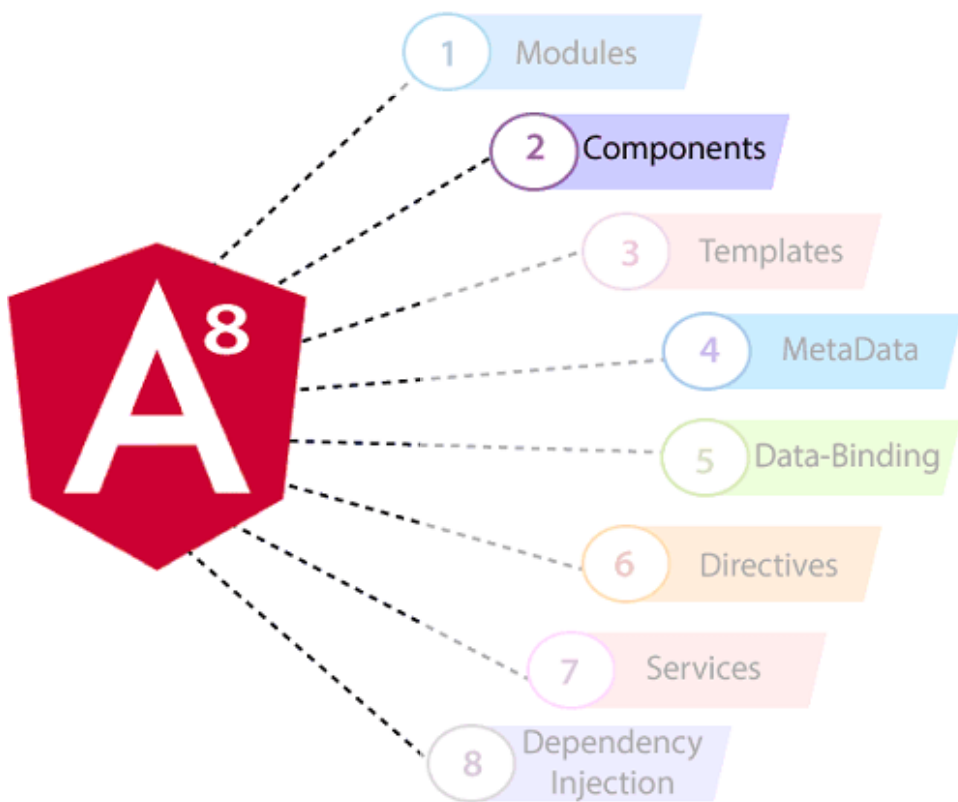 1 Modules
2 Components
3 Templates
A 8
4 MetaData
5 Data-Binding
6 Directives
7 Services
8 Dependency
Injection